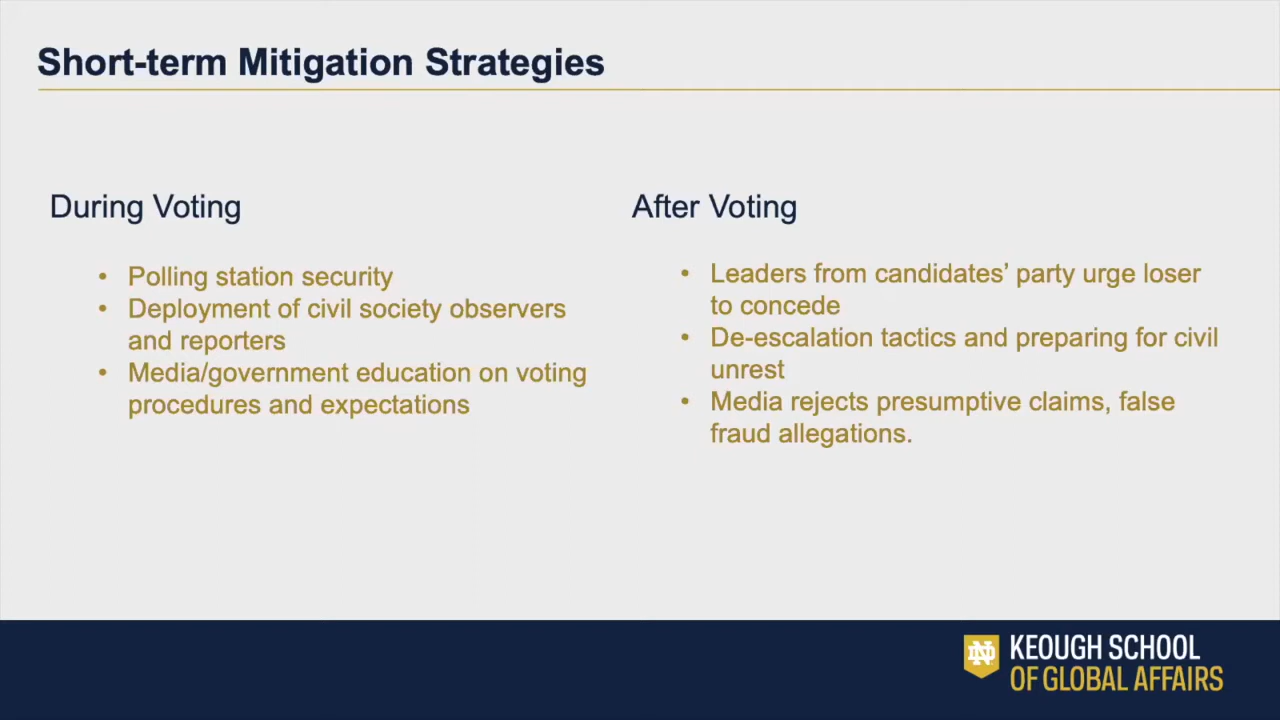 Short-term Mitigation Strategies
During Voting
• Polling station security
• Deployment of civil society observers
and reporters
• Media/government education on voting
procedures and expectations
After Voting
• Leaders from candidates’ party urge loser
to concede
• De-escalation tactics and preparing for civil
unrest
• Media rejects presumptive claims, false
fraud allegations.
ND
KEOUGH SCHOOL
OF GLOBAL AFFAIRS